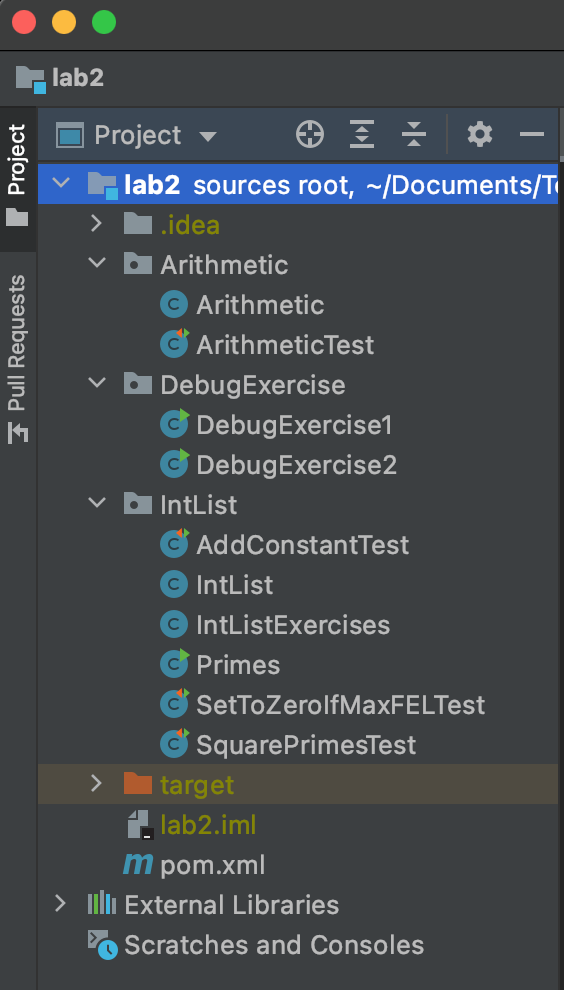 lab2
Project
Project
Pull Requests
lab2 sources root, ~/Documents/
.idea
Arithmetic
Arithmetic
ArithmeticTest
DebugExercise
DebugExercise1
DebugExercise2
IntList
AddConstantTest
IntList
IntListExercises
Primes
SetToZeroIfMaxFELTest
SquarePrimesTest
target
lab2.iml
pom.xml
External Libraries
Scratches and Consoles